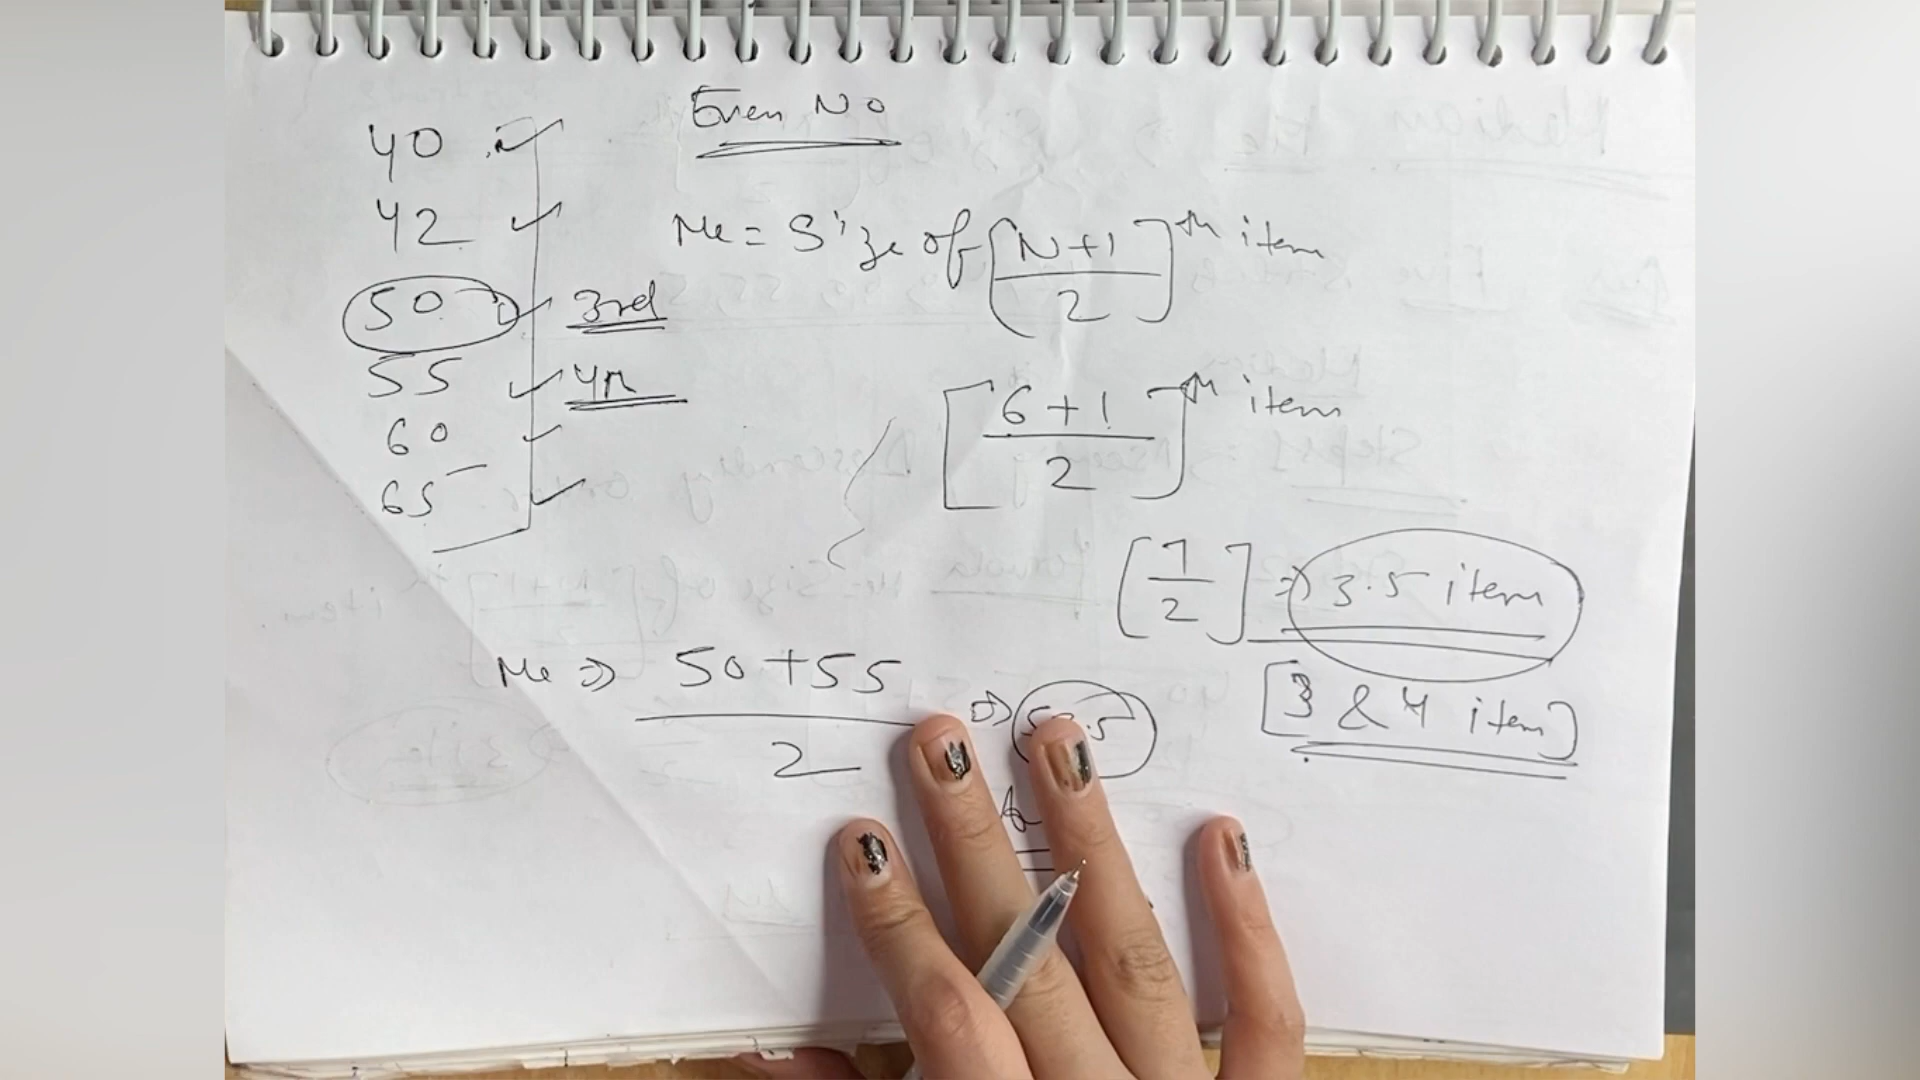 Even No
40
42
50 3rd
55 4th
60
65
Me = Size of [N+1/2]th item
[6+1/2]th item
[7/2] => 3.5 item
[3 & 4 item]
Me => 50+55/2 =>